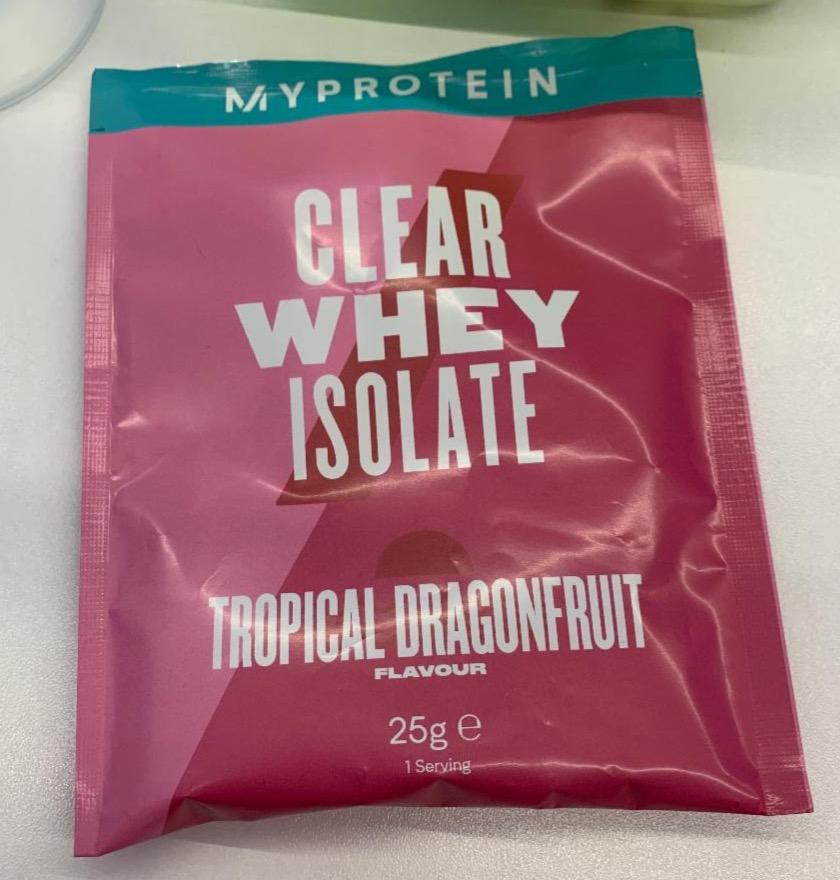 MYPROTEIN
CLEAR
WHEY
ISOLATE
TROPICAL DRAGONFRUIT
FLAVOUR
25g ℮
1 Serving